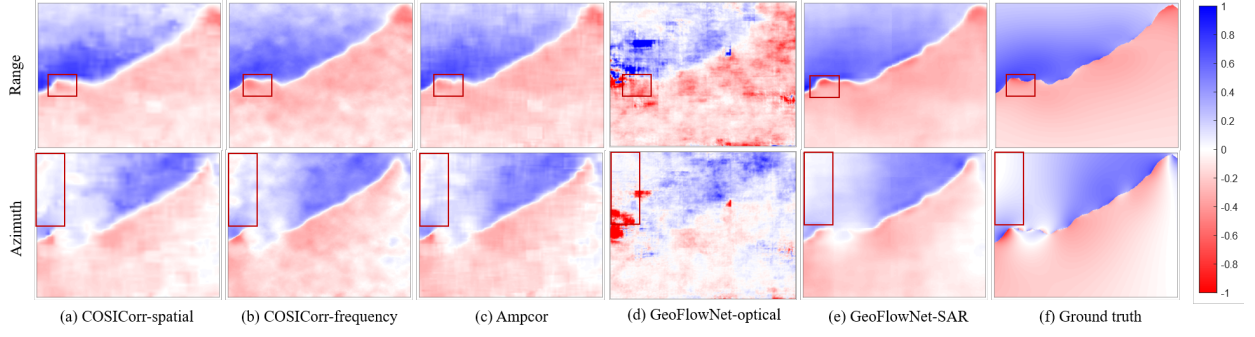 Range
Azimuth
(a) COSICorr-spatial
(b) COSICorr-frequency
(c) Ampcor
(d) GeoFlowNet-optical
(e) GeoFlowNet-SAR
(f) Ground truth
1
0.8
0.6
0.4
0.2
0
-0.2
-0.4
-0.6
-0.8
-1